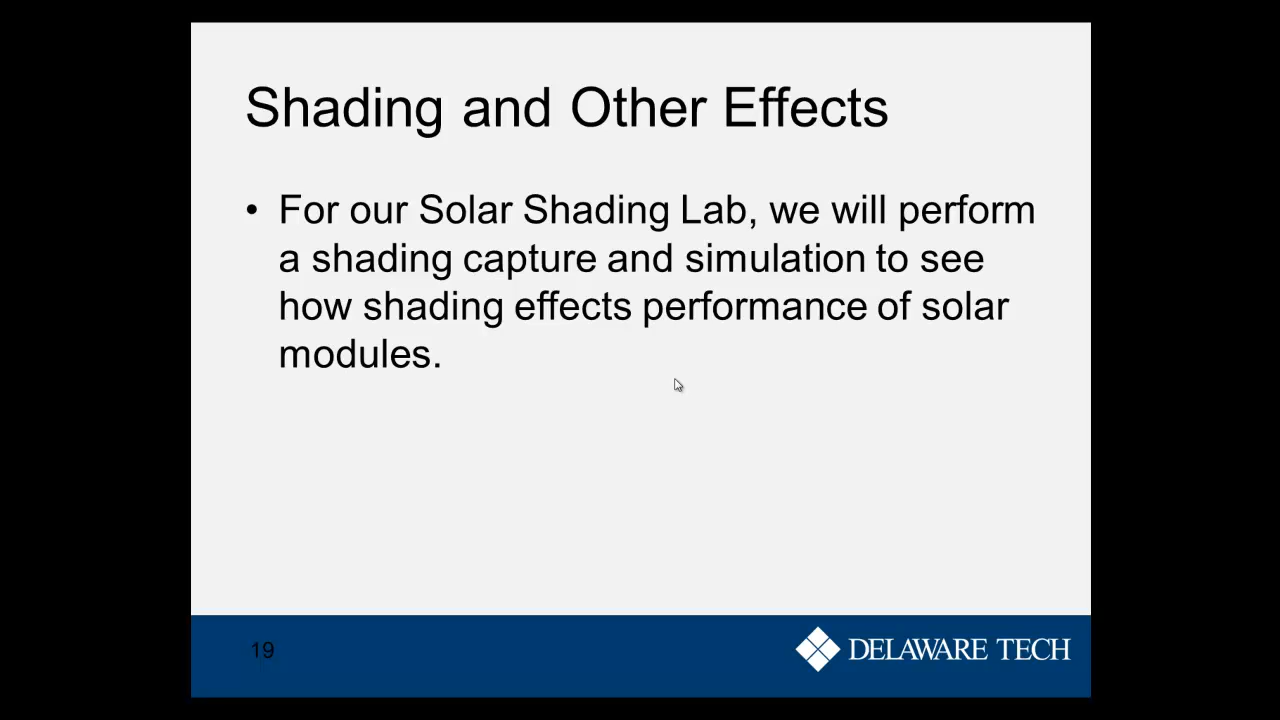 Shading and Other Effects
• For our Solar Shading Lab, we will perform
a shading capture and simulation to see
how shading effects performance of solar
modules.
19
DELAWARE TECH